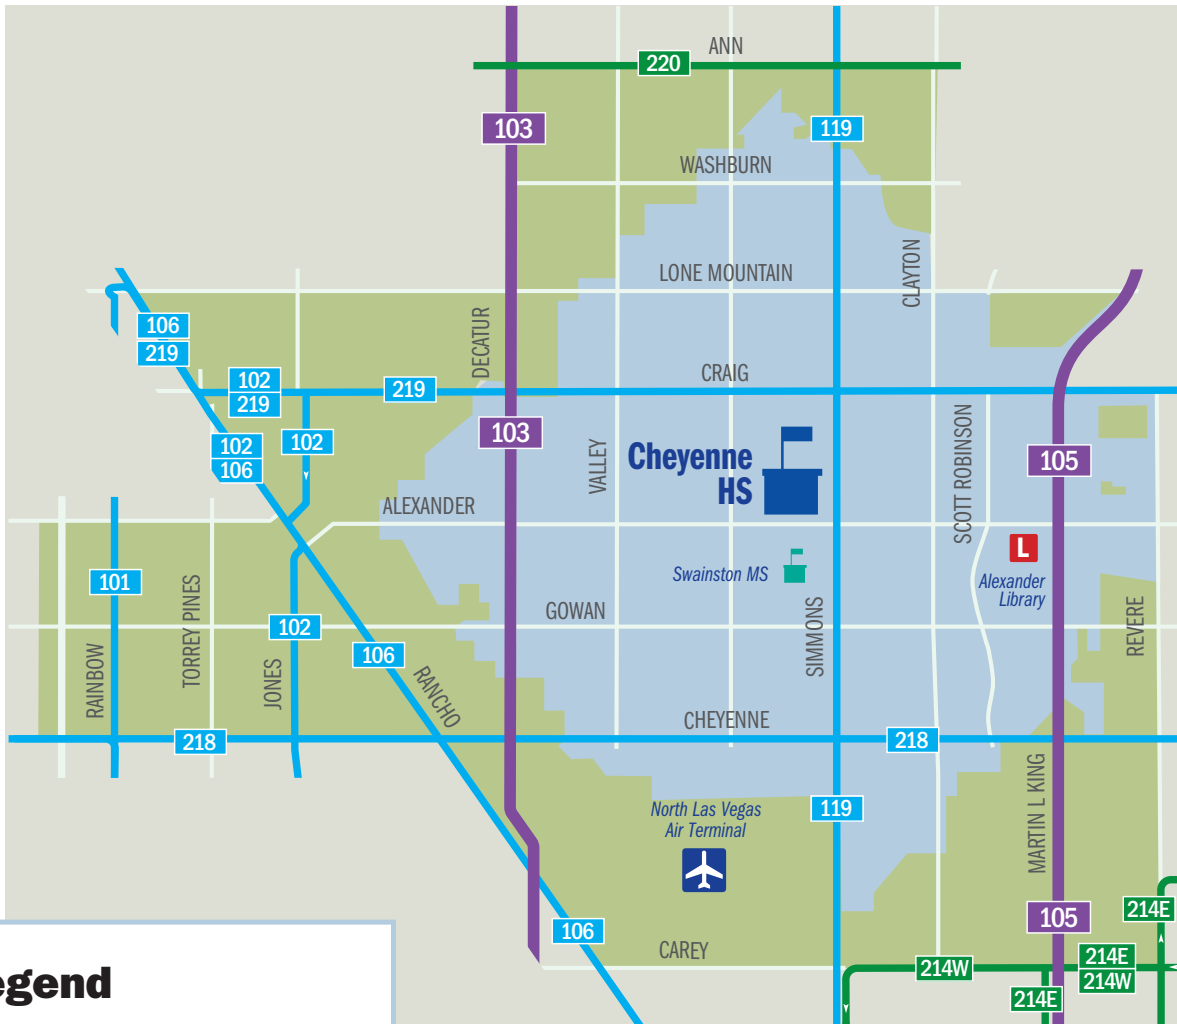 ANN
220
103
119
WASHBURN
LONE MOUNTAIN
CLAYTON
106
219
DECATUR
CRAIG
102
219
219
103
102
106
102
VALLEY
Cheyenne
HS
SCOTT ROBINSON
105
ALEXANDER
L
Swainston MS
Alexander
Library
101
TORREY PINES
GOWAN
SIMMONS
REVERE
102
106
RAINBOW
JONES
RANCHO
CHEYENNE
218
218
MARTIN L KING
North Las Vegas
Air Terminal
119
214E
105
106
CAREY
214W
214E
214W
214E
egend